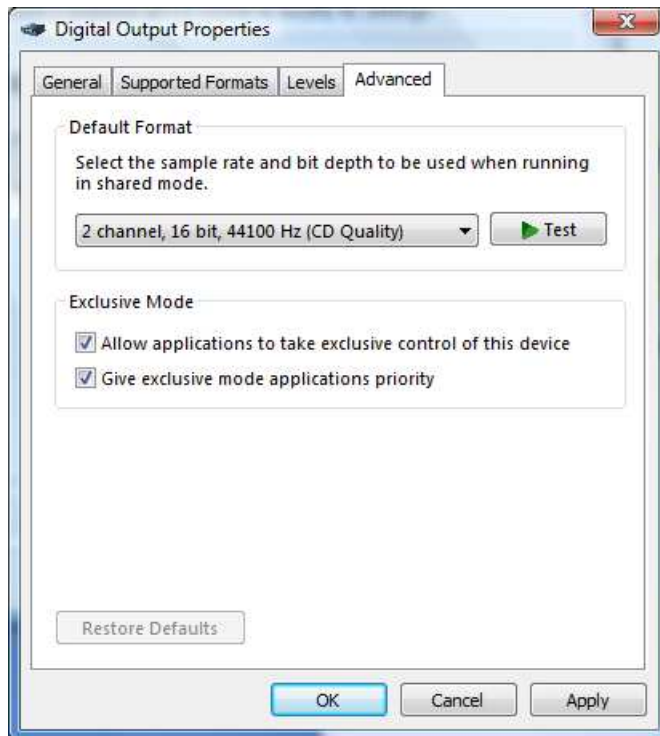 Digital Output Properties
General Supported Formats Levels Advanced
Default Format
Select the sample rate and bit depth to be used when running
in shared mode.
2 channel, 16 bit, 44100 Hz (CD Quality) Test
Exclusive Mode
Allow applications to take exclusive control of this device
Give exclusive mode applications priority
Restore Defaults
OK Cancel Apply